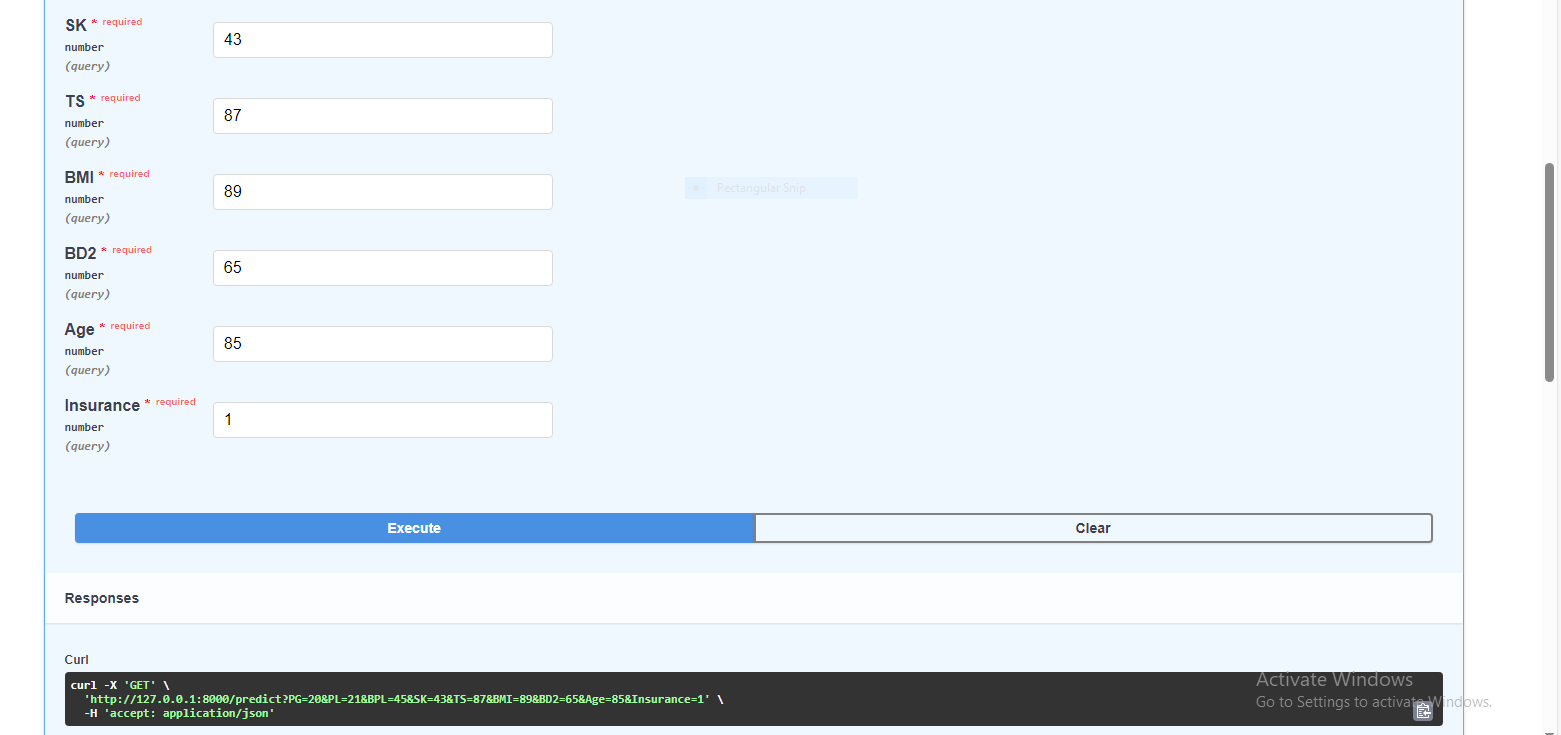 SK * required
number
(query)
43
TS * required
number
(query)
87
BMI * required
number
(query)
89
Rectangular Snip
BD2 * required
number
(query)
65
Age * required
number
(query)
85
Insurance * required
number
(query)
1
Execute
Clear
Responses
Curl
curl -X 'GET' \
'http://127.0.0.1:8000/predict?PG=20&PL=21&BPL=45&SK=43&TS=87&BMI=89&BD2=65&Age=85&Insurance=1' \
-H 'accept: application/json'
Activate Windows
Go to Settings to activate Windows.